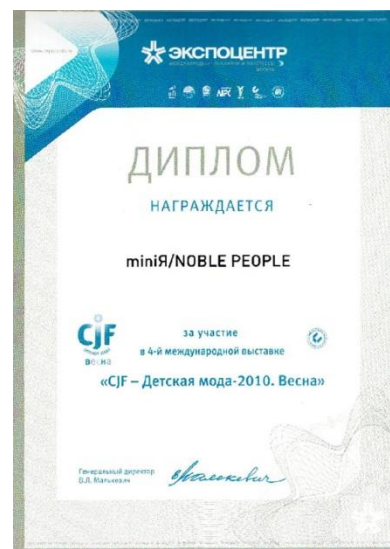 ЭКСПОЦЕНТР
ДИПЛОМ
НАГРАЖДАЕТСЯ
miniЯ/NOBLE PEOPLE
CJF
весна
за участие
в 4-й международной выставке
«CJF – Детская мода-2010. Весна»
Генеральный директор
В.Л. Малькевич